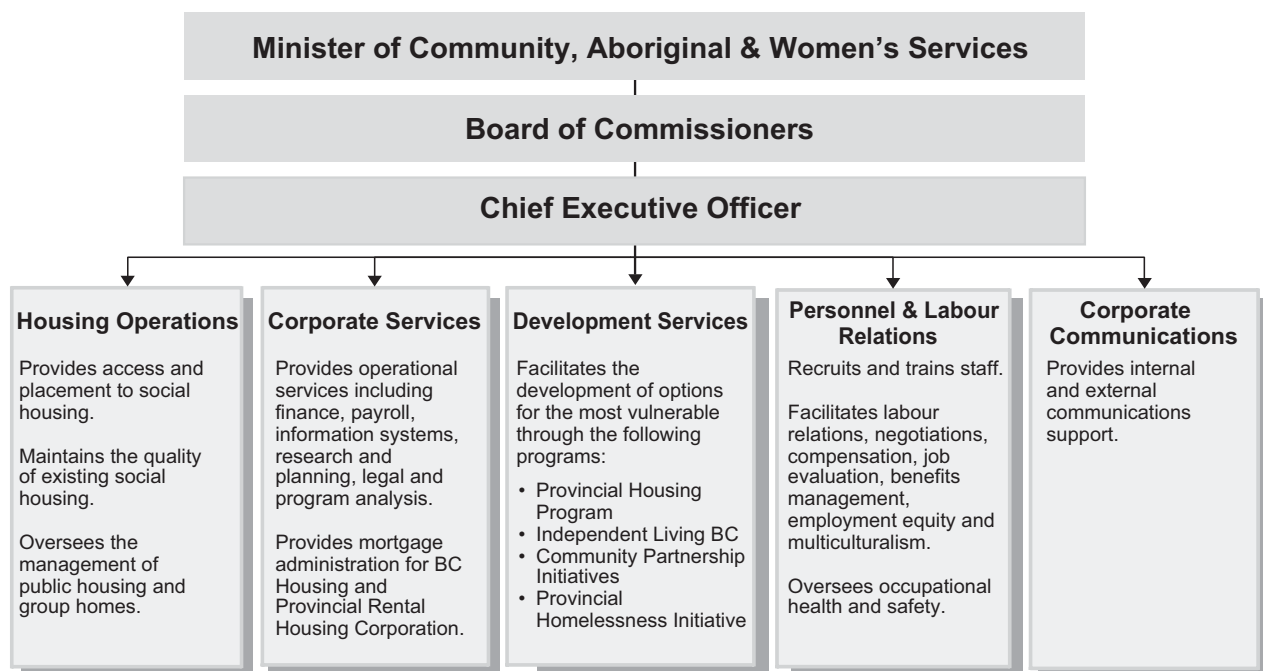 Minister of Community, Aboriginal & Women's Services
Board of Commissioners
Chief Executive Officer
Housing Operations
Provides access and
placement to social
housing.
Maintains the quality
of existing social
housing.
Oversees the
management of
public housing and
group homes.
Corporate Services
Provides operational
services including
finance, payroll,
information systems,
research and
planning, legal and
program analysis.
Provides mortgage
administration for BC
Housing and
Provincial Rental
Housing Corporation.
Development Services
Facilitates the
development of options
for the most vulnerable
through the following
programs:
• Provincial Housing
Program
• Independent Living BC
• Community Partnership
Initiatives
• Provincial
Homelessness Initiative
Personnel & Labour
Relations
Recruits and trains staff.
Facilitates labour
relations, negotiations,
compensation, job
evaluation, benefits
management,
employment equity and
multiculturalism.
Oversees occupational
health and safety.
Corporate
Communications
Provides internal
and external
communications
support.